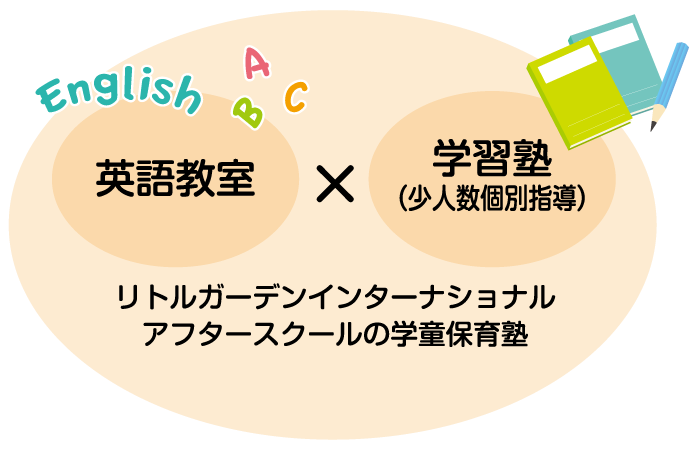 English
A
B
C
英語教室
×
学習塾
(少人数個別指導)
リトルガーデンインターナショナル
アフタースクールの学童保育塾